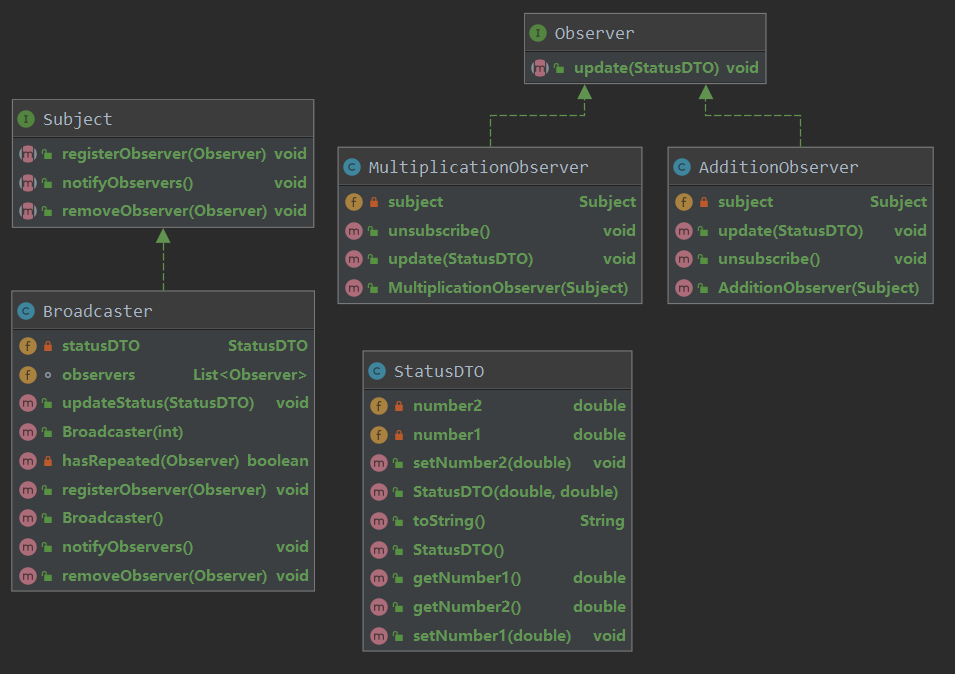 Observer
update(StatusDTO) void
Subject
registerObserver(Observer) void
notifyObservers() void
removeObserver(Observer) void
MultiplicationObserver
subject Subject
unsubscribe() void
update(StatusDTO) void
MultiplicationObserver(Subject)
AdditionObserver
subject Subject
update(StatusDTO) void
unsubscribe() void
AdditionObserver(Subject)
Broadcaster
statusDTO StatusDTO
observers List<Observer>
updateStatus(StatusDTO) void
Broadcaster(int)
hasRepeated(Observer) boolean
registerObserver(Observer) void
Broadcaster()
notifyObservers() void
removeObserver(Observer) void
StatusDTO
number2 double
number1 double
setNumber2(double) void
StatusDTO(double, double)
toString() String
StatusDTO()
getNumber1() double
getNumber2() double
setNumber1(double) void